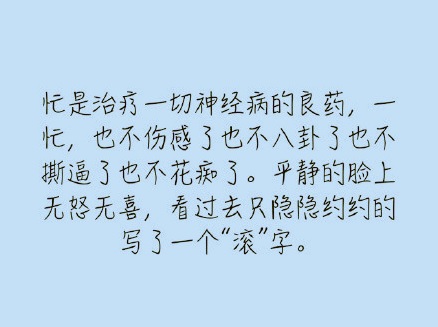 忙是治疗一切神经病的良药，一
忙，也不伤感了也不八卦了也不
撕逼了也不花痴了。平静的脸上
无怒无喜，看过去只隐隐约约的
写了一个“滚”字。